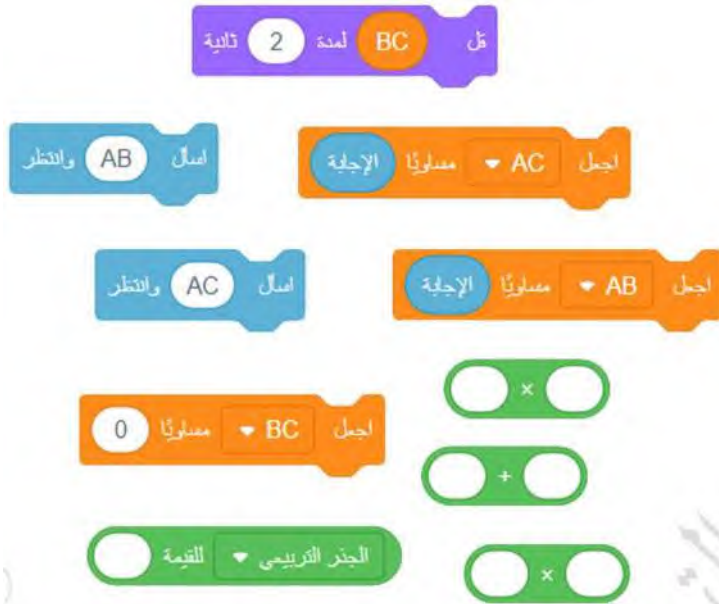 قل BC لمدة 2 ثانية
اسأل AB وانتظر
اجعل AC مساويًا الإجابة
اسأل AC وانتظر
اجعل AB مساويًا الإجابة
×
اجعل BC مساويًا 0
+
الجذر التربيعي للقيمة
×